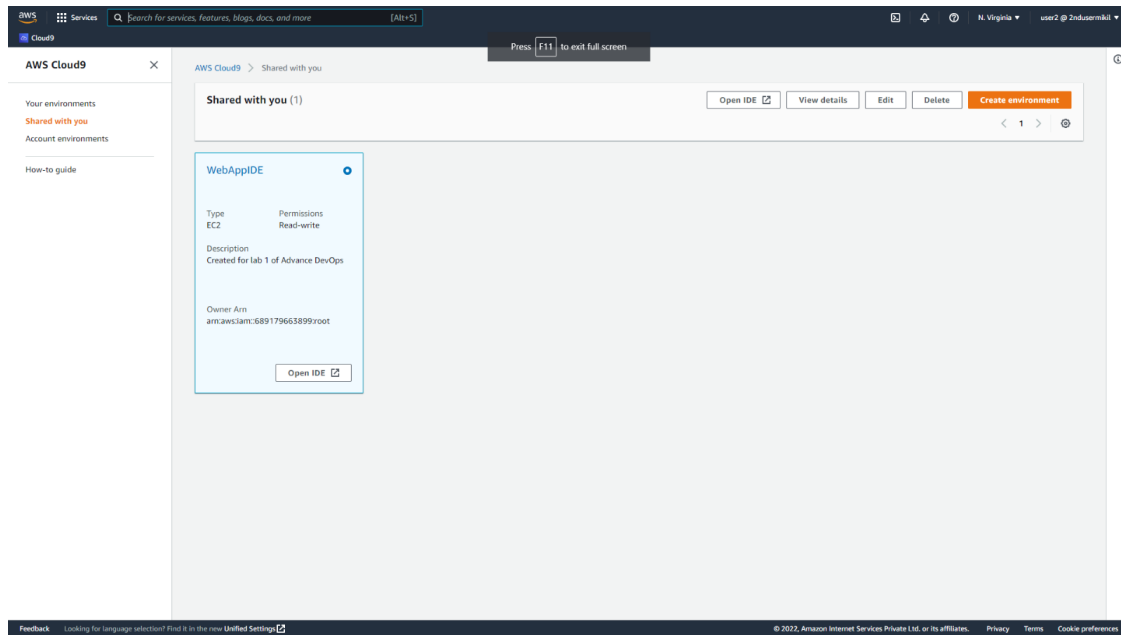 aws Services Search for services, features, blogs, docs, and more [Alt+S] N. Virginia ▼ user2 @ 2ndusermikil ▼
Cloud9
Press F11 to exit full screen
AWS Cloud9
AWS Cloud9 > Shared with you
Your environments
Shared with you
Account environments
How-to guide
Shared with you (1)
Open IDE View details Edit Delete Create environment
< 1 >
WebAppIDE
Type Permissions
EC2 Read-write
Description
Created for lab 1 of Advance DevOps
Owner Arn
arn:aws:iam::689179663899:root
Open IDE
Feedback Looking for language selection? Find it in the new Unified Settings © 2022, Amazon Internet Services Private Ltd. or its affiliates. Privacy Terms Cookie preferences